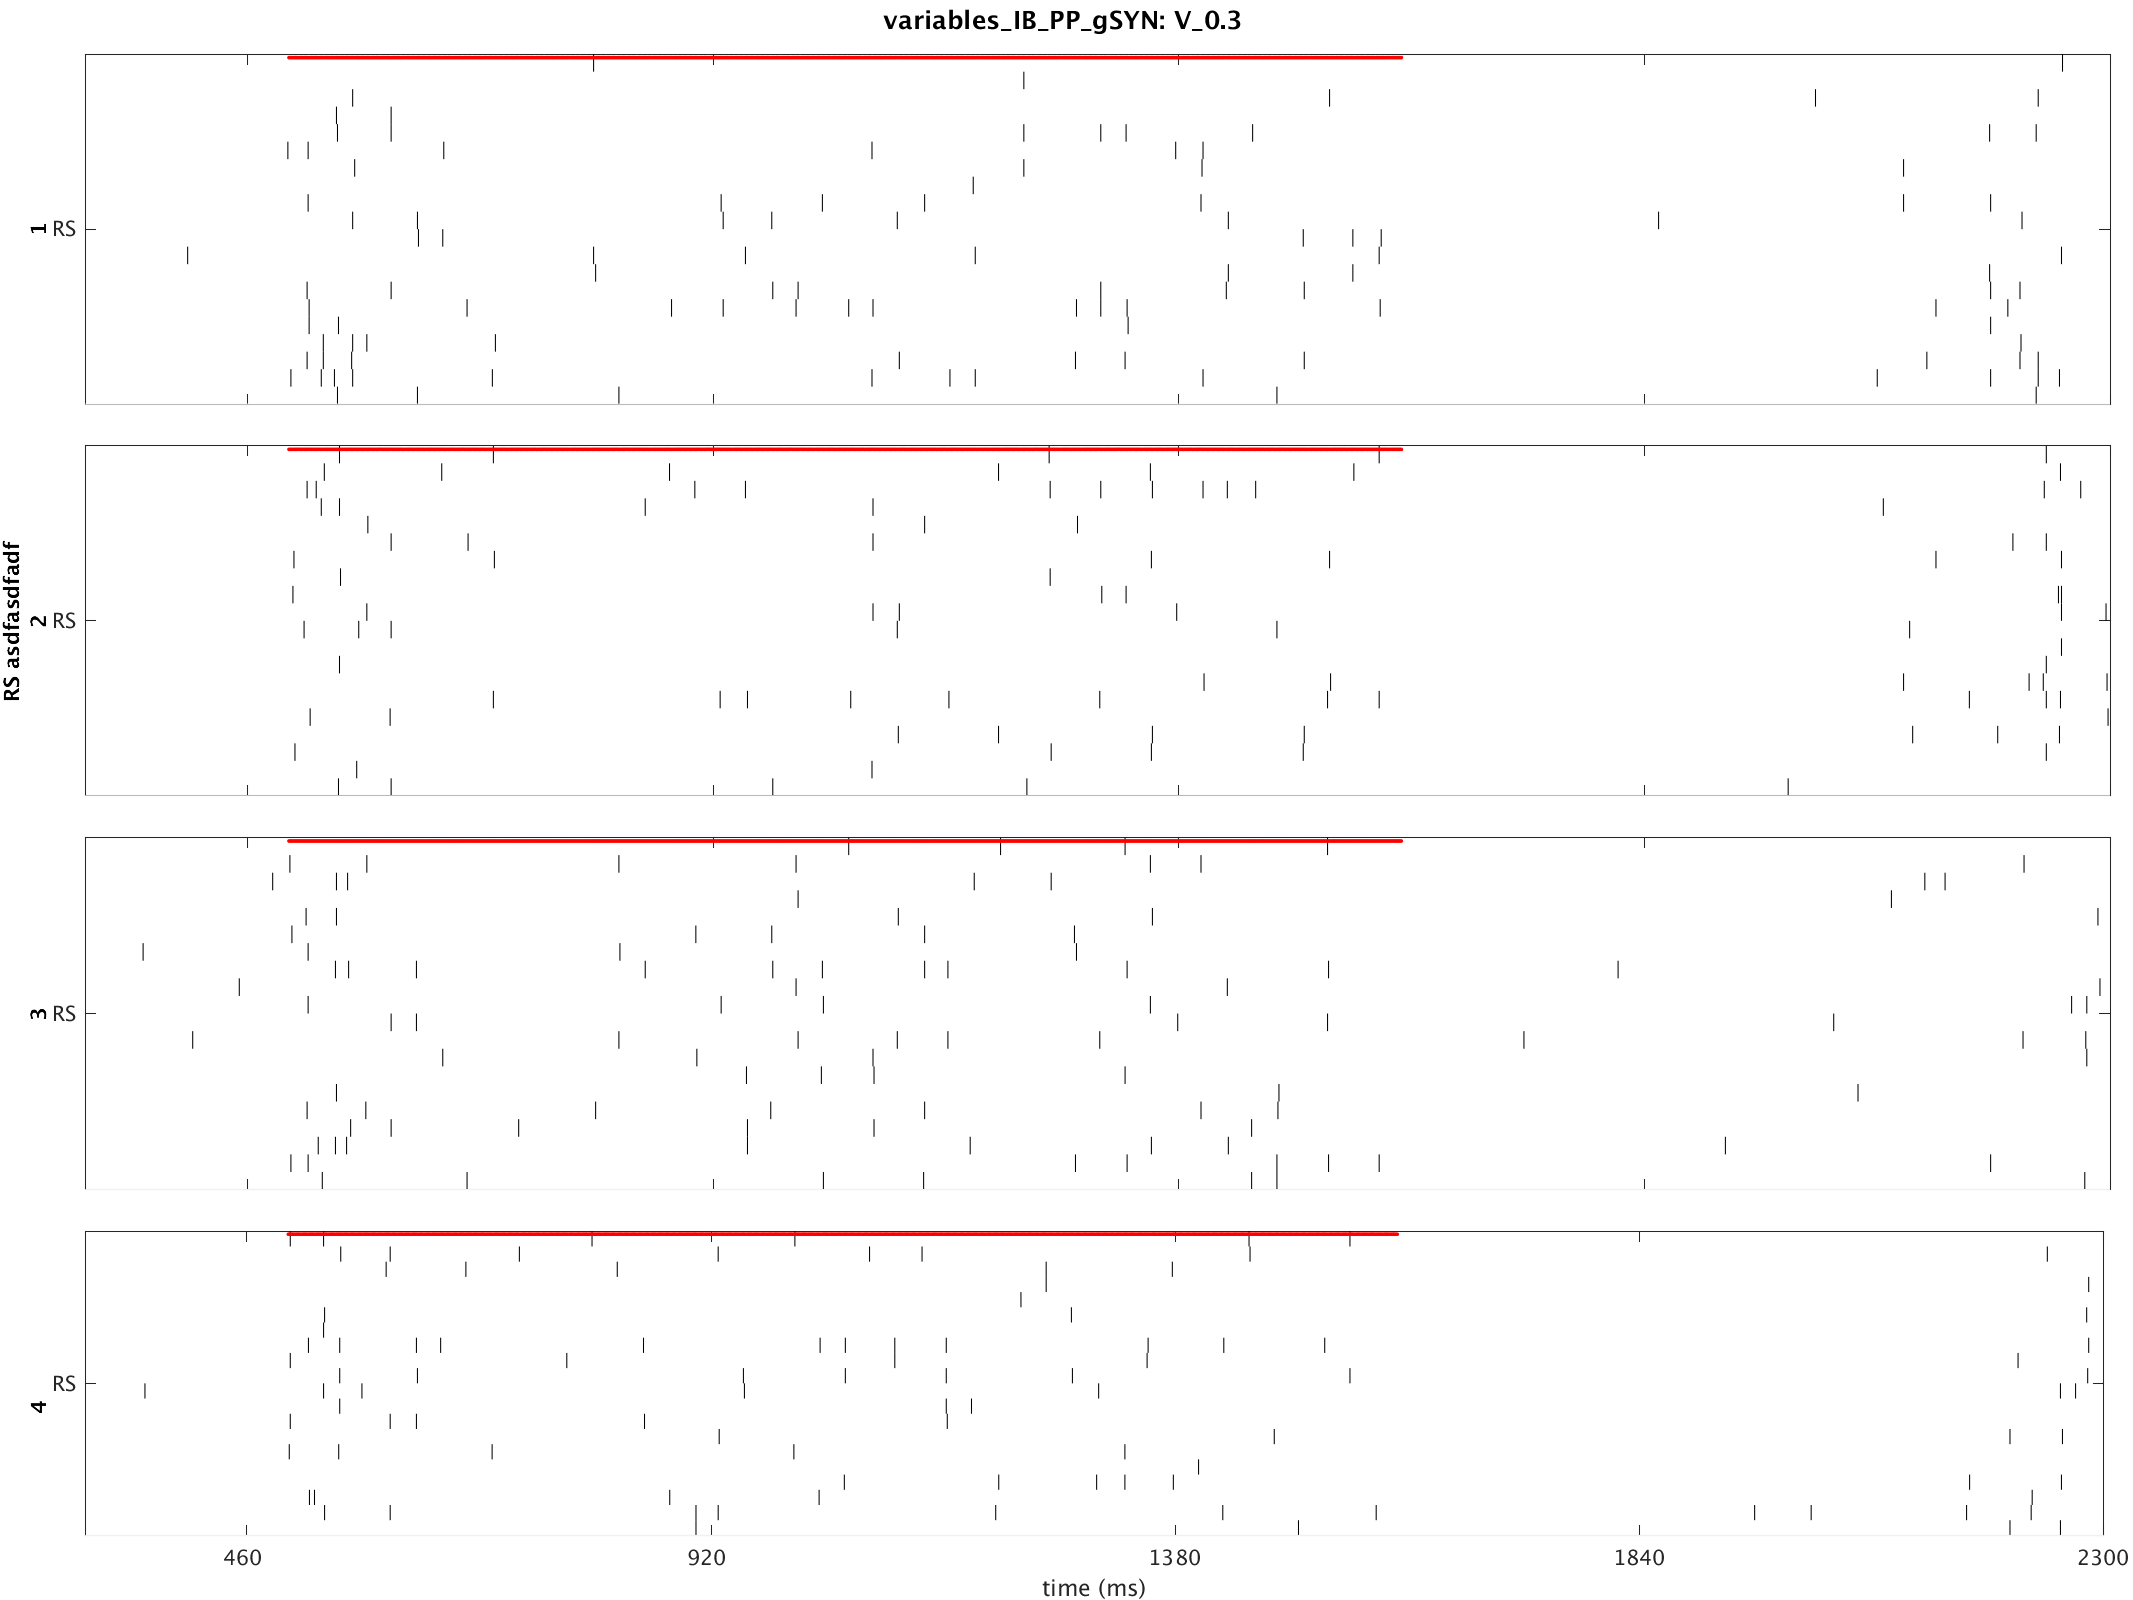 variables_IB_PP_gSYN: V_0.3
RS asdfasdfadf
1 RS
2 RS
3 RS
4 RS
460 920 1380 1840 2300
time (ms)